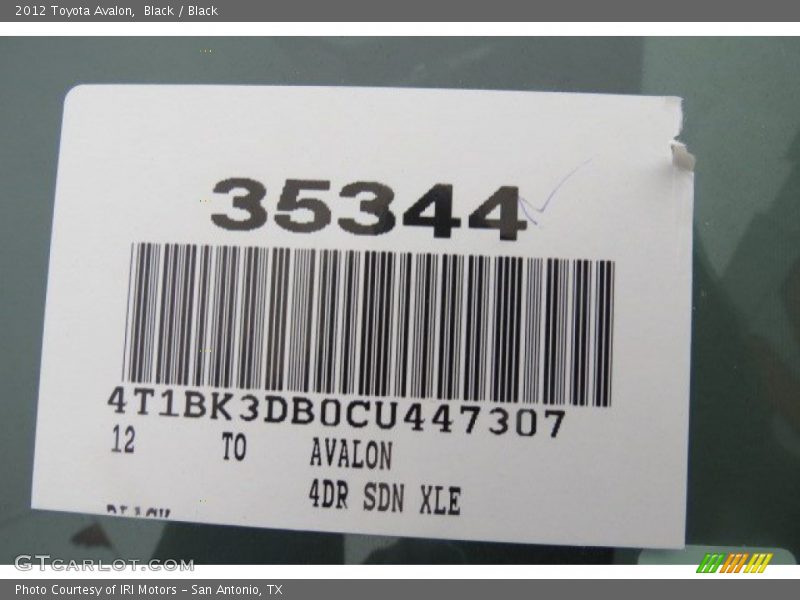 2012 Toyota Avalon, Black / Black
35344
4T1BK3DB0CU447307
12 TO AVALON
4DR SDN XLE
GTcarlot.com
Photo Courtesy of IRI Motors – San Antonio, TX